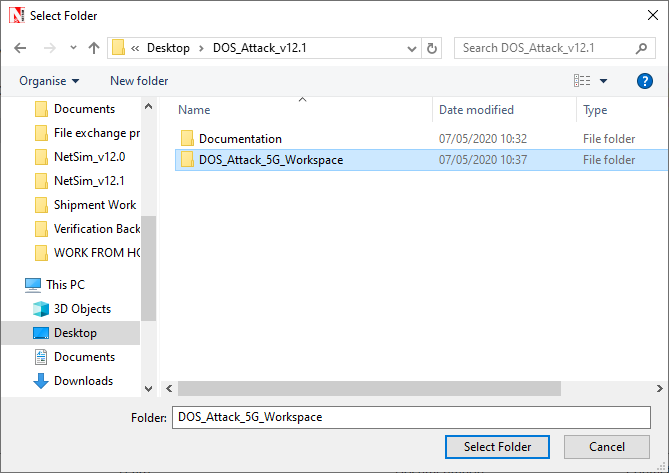 Select Folder
« Desktop > DOS_Attack_v12.1
Search DOS_Attack_v12.1
Organise New folder
Name Date modified Type
Documentation 07/05/2020 10:32 File folder
DOS_Attack_5G_Workspace 07/05/2020 10:37 File folder
Documents
File exchange pr
NetSim_v12.0
NetSim_v12.1
Shipment Work
Verification Back
WORK FROM HO
This PC
3D Objects
Desktop
Documents
Downloads
Folder: DOS_Attack_5G_Workspace
Select Folder Cancel